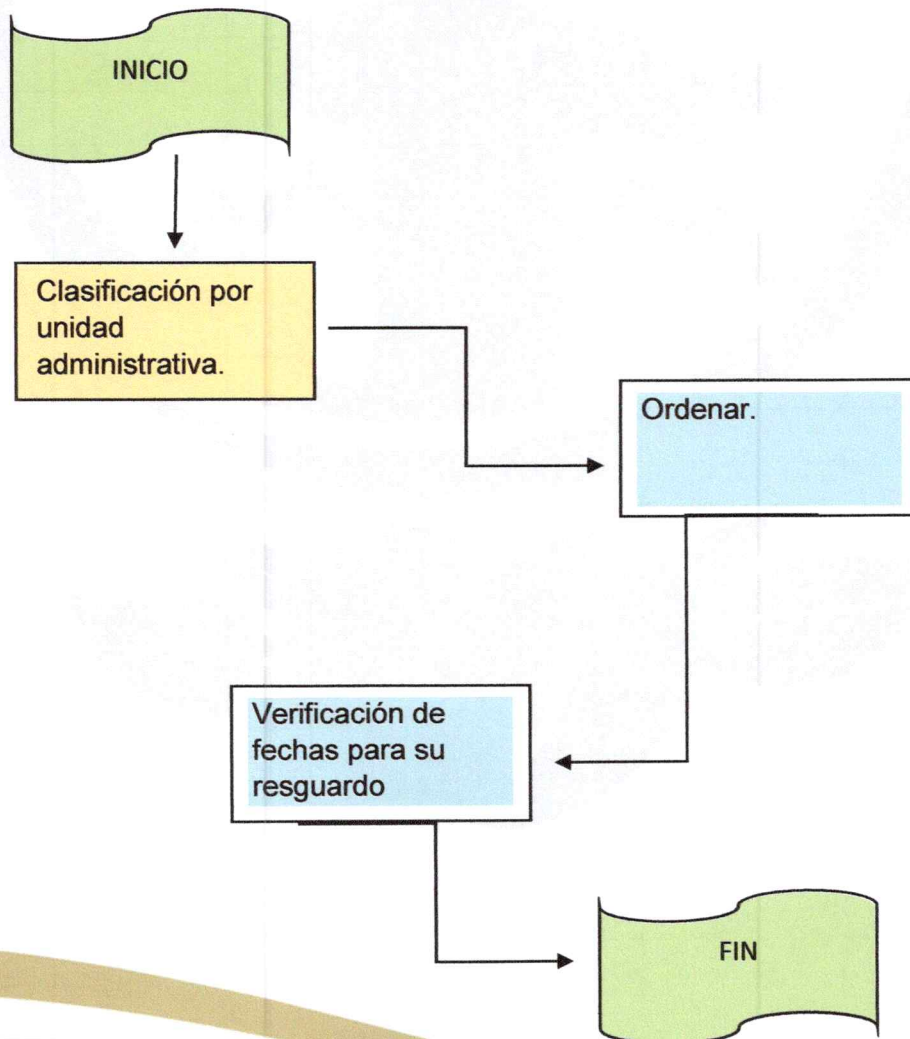 INICIO
Clasificación por
unidad
administrativa.
Ordenar.
Verificación de
fechas para su
resguardo
FIN